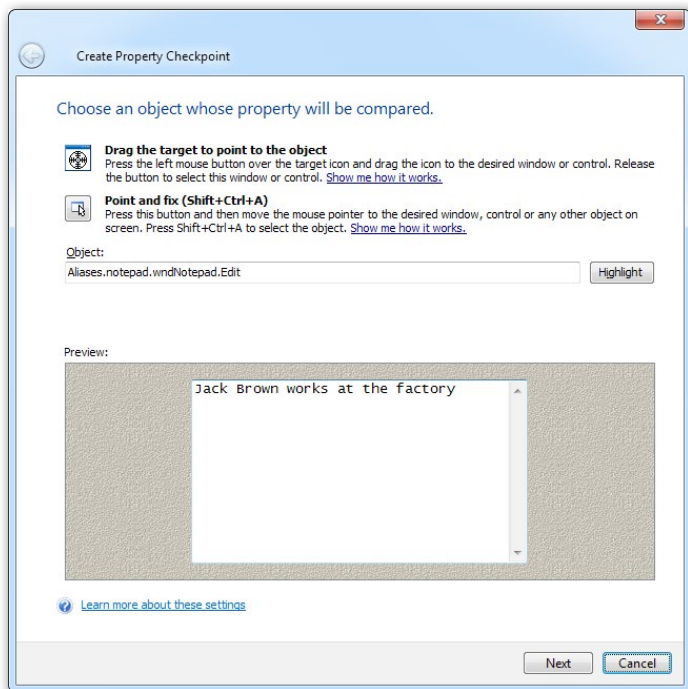 Create Property Checkpoint
Choose an object whose property will be compared.
Drag the target to point to the object
Press the left mouse button over the target icon and drag the icon to the desired window or control. Release
the button to select this window or control. Show me how it works.
Point and fix (Shift+Ctrl+A)
Press this button and then move the mouse pointer to the desired window, control or any other object on
screen. Press Shift+Ctrl+A to select the object. Show me how it works.
Object:
Aliases.notepad.wndNotepad.Edit
Highlight
Preview:
Jack Brown works at the factory
Learn more about these settings
Next
Cancel